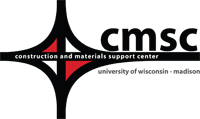 cmsc
construction and materials support center
university of wisconsin - madison